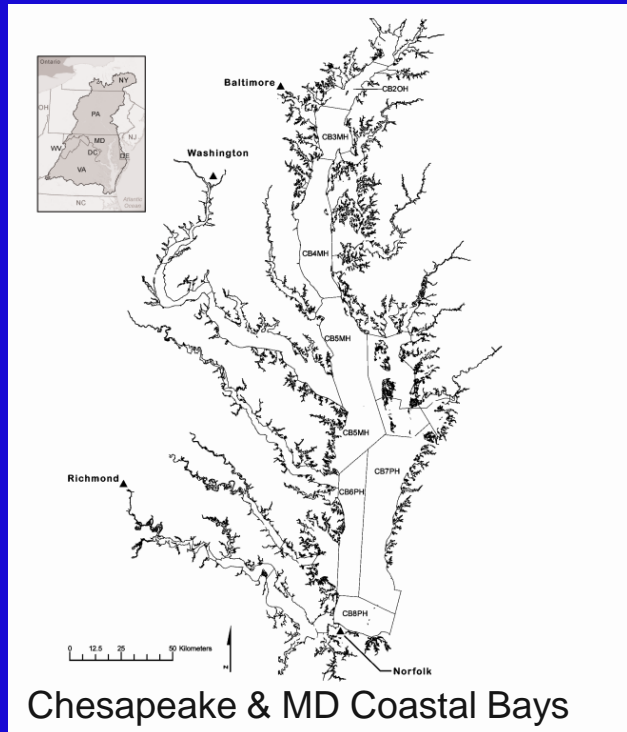 Ontario
NY
OH
PA
NJ
MD
WV
DC
DE
VA
NC
Atlantic
Ocean
Baltimore
CB2OH
CB3MH
Washington
CB4MH
CB5MH
CB5MH
CB7PH
Richmond
CB6PH
CB8PH
0 12.5 25 50 Kilometers
N
Norfolk
Chesapeake & MD Coastal Bays